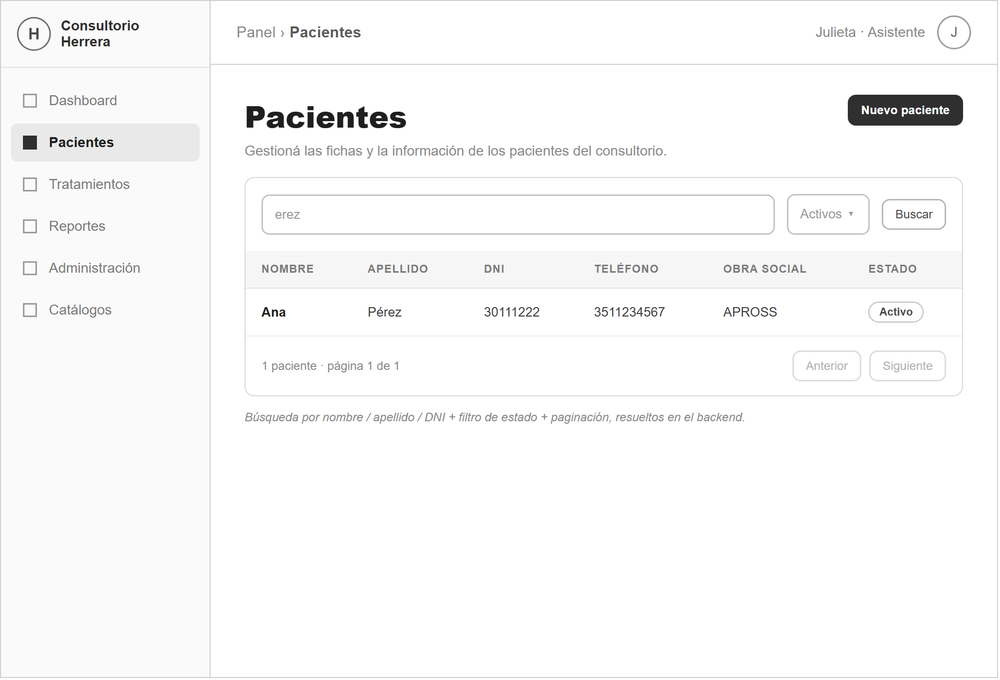 H
Consultorio
Herrera
Panel › Pacientes
Julieta · Asistente
J
Dashboard
Pacientes
Tratamientos
Reportes
Administración
Catálogos
Pacientes
Nuevo paciente
Gestioná las fichas y la información de los pacientes del consultorio.
erez
Activos ▼
Buscar
NOMBRE APELLIDO DNI TELÉFONO OBRA SOCIAL ESTADO
Ana Pérez 30111222 3511234567 APROSS Activo
1 paciente · página 1 de 1
Anterior
Siguiente
Búsqueda por nombre / apellido / DNI + filtro de estado + paginación, resueltos en el backend.